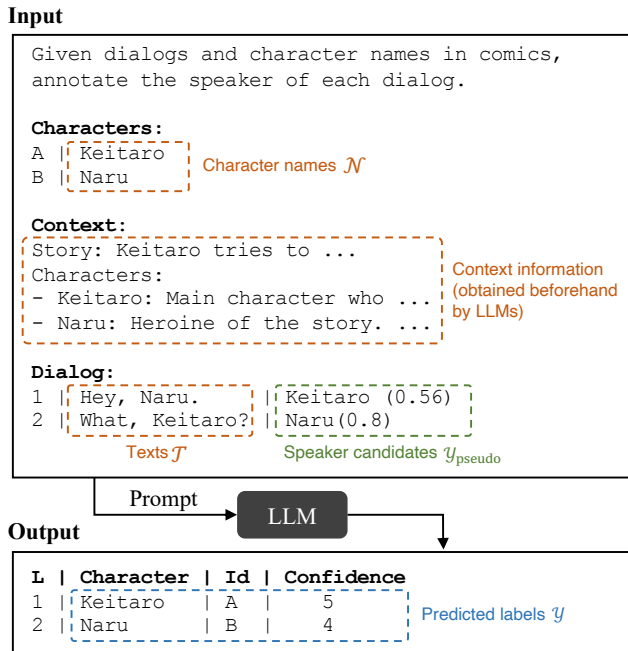 Input
Given dialogs and character names in comics,
annotate the speaker of each dialog.
Characters:
A | Keitaro
B | Naru
Character names 𝒩
Context:
Story: Keitaro tries to ...
Characters:
- Keitaro: Main character who ...
- Naru: Heroine of the story. ...
Context information
(obtained beforehand
by LLMs)
Dialog:
1 | Hey, Naru. | Keitaro (0.56)
2 | What, Keitaro? | Naru(0.8)
Texts 𝒯
Speaker candidates 𝒴pseudo
Prompt
LLM
Output
L | Character | Id | Confidence
1 | Keitaro | A | 5
2 | Naru | B | 4
Predicted labels 𝒴